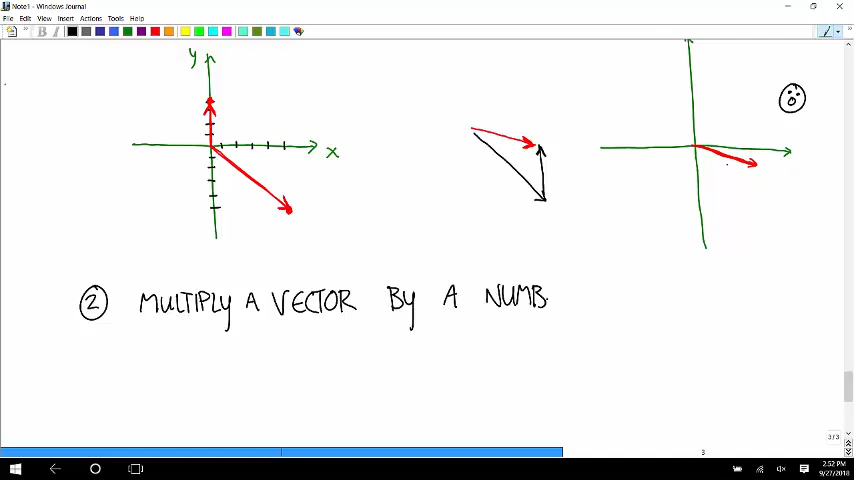 Note1 - Windows Journal
File Edit View Insert Actions Tools Help
B I
y
x
② MULTIPLY A VECTOR BY A NUMB
3/3
3
2:52 PM
9/27/2018